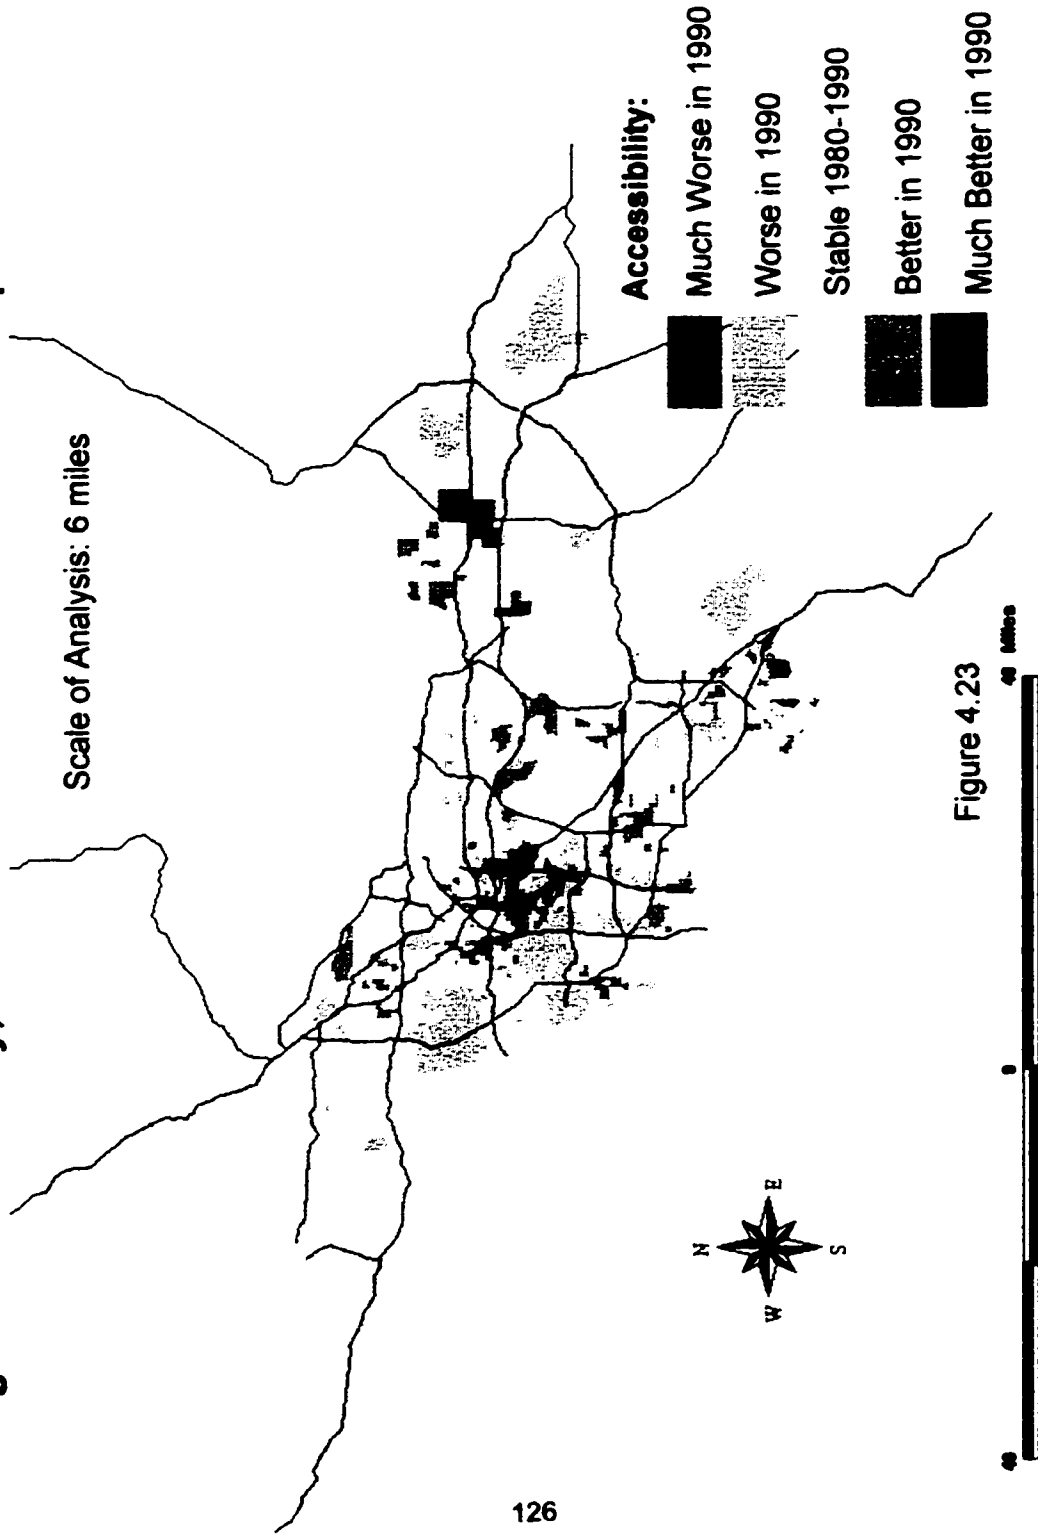 Scale of Analysis: 6 miles
Accessibility:
Much Worse in 1990
Worse in 1990
Stable 1980-1990
Better in 1990
Much Better in 1990
N
W E
S
Figure 4.23
Miles
126